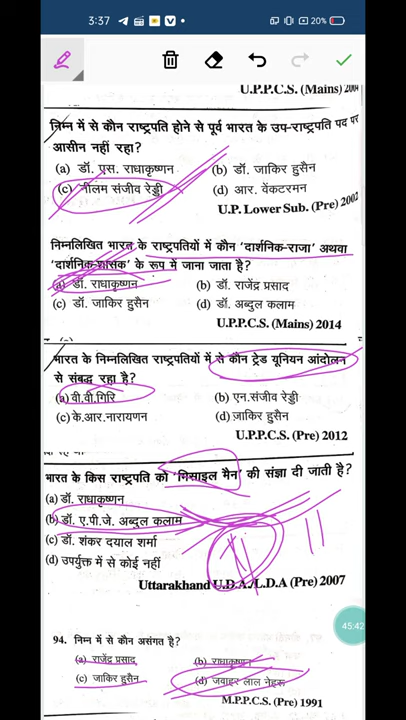 3:37
20%
U.P.P.C.S. (Mains) 2004
निम्न में से कौन राष्ट्रपति होने से पूर्व भारत के उप-राष्ट्रपति पद पर
आसीन नहीं रहा?
(a) डॉ. एस. राधाकृष्णन (b) डॉ. जाकिर हुसैन
(c) नीलम संजीव रेड्डी (d) आर. वेंकटरमन
U.P. Lower Sub. (Pre) 2002
निम्नलिखित भारत के राष्ट्रपतियों में कौन 'दार्शनिक-राजा' अथवा
'दार्शनिक-शासक' के रूप में जाना जाता है?
(a) डॉ. राधाकृष्णन (b) डॉ. राजेंद्र प्रसाद
(c) डॉ. जाकिर हुसैन (d) डॉ. अब्दुल कलाम
U.P.P.C.S. (Mains) 2014
भारत के निम्नलिखित राष्ट्रपतियों में से कौन ट्रेड यूनियन आंदोलन
से संबद्ध रहा है?
(a) वी.वी.गिरि (b) एन.संजीव रेड्डी
(c) के.आर.नारायणन (d) ज़ाकिर हुसैन
U.P.P.C.S. (Pre) 2012
भारत के किस राष्ट्रपति को 'मिसाइल मैन' की संज्ञा दी जाती है?
(a) डॉ. राधाकृष्णन
(b) डॉ. ए.पी.जे. अब्दुल कलाम
(c) डॉ. शंकर दयाल शर्मा
(d) उपर्युक्त में से कोई नहीं
Uttarakhand U.D.A./L.D.A (Pre) 2007
45:42
94. निम्न में से कौन असंगत है?
(a) राजेंद्र प्रसाद (b) राधाकृष्णन
(c) जाकिर हुसैन (d) जवाहर लाल नेहरू
M.P.P.C.S. (Pre) 1991